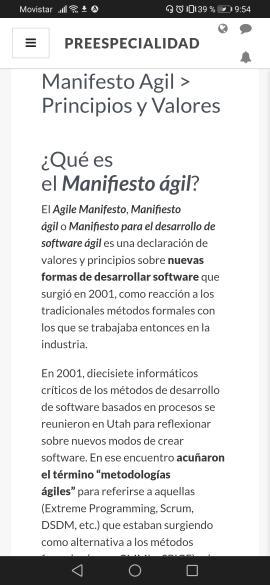 Movistar 39 % 9:54
PREESPECIALIDAD
Manifesto Agil >
Principios y Valores
¿Qué es
el Manifiesto ágil?
El Agile Manifesto, Manifiesto
ágil o Manifiesto para el desarrollo de
software ágil es una declaración de
valores y principios sobre nuevas
formas de desarrollar software que
surgió en 2001, como reacción a los
tradicionales métodos formales con
los que se trabajaba entonces en la
industria.
En 2001, diecisiete informáticos
críticos de los métodos de desarrollo
de software basados en procesos se
reunieron en Utah para reflexionar
sobre nuevos modos de crear
software. En ese encuentro acuñaron
el término “metodologías
ágiles” para referirse a aquellas
(Extreme Programming, Scrum,
DSDM, etc.) que estaban surgiendo
como alternativa a los métodos